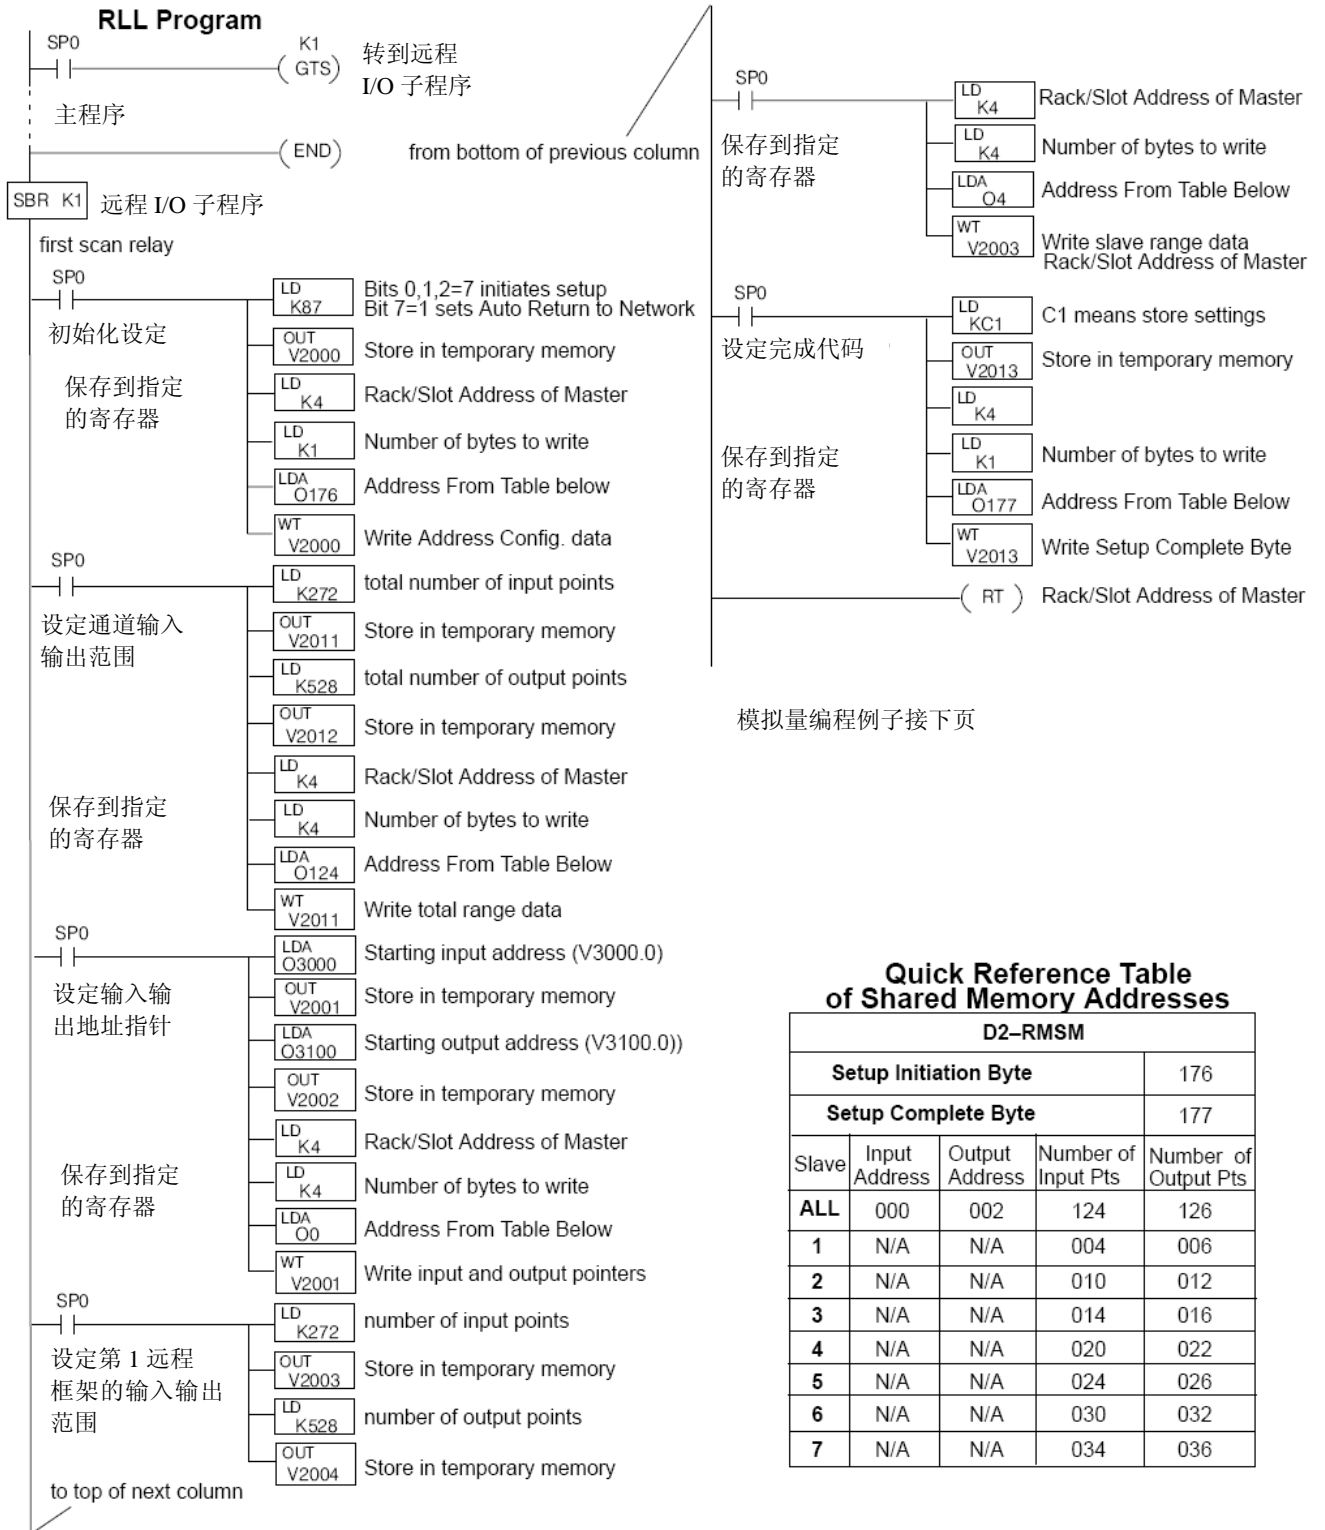 RLL Program
SP0
K1
GTS
转到远程
I/O 子程序
主程序
END
from bottom of previous column
SBR K1
远程 I/O 子程序
first scan relay
SP0
初始化设定
保存到指定
的寄存器
LD
K87
Bits 0,1,2=7 initiates setup
Bit 7=1 sets Auto Return to Network
OUT
V2000
Store in temporary memory
LD
K4
Rack/Slot Address of Master
LD
K1
Number of bytes to write
LDA
O176
Address From Table below
WT
V2000
Write Address Config. data
SP0
设定通道输入
输出范围
保存到指定
的寄存器
LD
K272
total number of input points
OUT
V2011
Store in temporary memory
LD
K528
total number of output points
OUT
V2012
Store in temporary memory
LD
K4
Rack/Slot Address of Master
LD
K4
Number of bytes to write
LDA
O124
Address From Table Below
WT
V2011
Write total range data
SP0
设定输入输
出地址指针
保存到指定
的寄存器
LDA
O3000
Starting input address (V3000.0)
OUT
V2001
Store in temporary memory
LDA
O3100
Starting output address (V3100.0))
OUT
V2002
Store in temporary memory
LD
K4
Rack/Slot Address of Master
LD
K4
Number of bytes to write
LDA
O0
Address From Table Below
WT
V2001
Write input and output pointers
SP0
设定第 1 远程
框架的输入输出
范围
LD
K272
number of input points
OUT
V2003
Store in temporary memory
LD
K528
number of output points
OUT
V2004
Store in temporary memory
to top of next column
SP0
保存到指定
的寄存器
LD
K4
Rack/Slot Address of Master
LD
K4
Number of bytes to write
LDA
O4
Address From Table Below
WT
V2003
Write slave range data
Rack/Slot Address of Master
SP0
设定完成代码
保存到指定
的寄存器
LD
KC1
C1 means store settings
OUT
V2013
Store in temporary memory
LD
K4
LD
K1
Number of bytes to write
LDA
O177
Address From Table Below
WT
V2013
Write Setup Complete Byte
RT
Rack/Slot Address of Master
模拟量编程例子接下页
Quick Reference Table
of Shared Memory Addresses
D2–RMSM
Setup Initiation Byte 176
Setup Complete Byte 177
Slave Input Address Output Address Number of Input Pts Number of Output Pts
ALL 000 002 124 126
1 N/A N/A 004 006
2 N/A N/A 010 012
3 N/A N/A 014 016
4 N/A N/A 020 022
5 N/A N/A 024 026
6 N/A N/A 030 032
7 N/A N/A 034 036